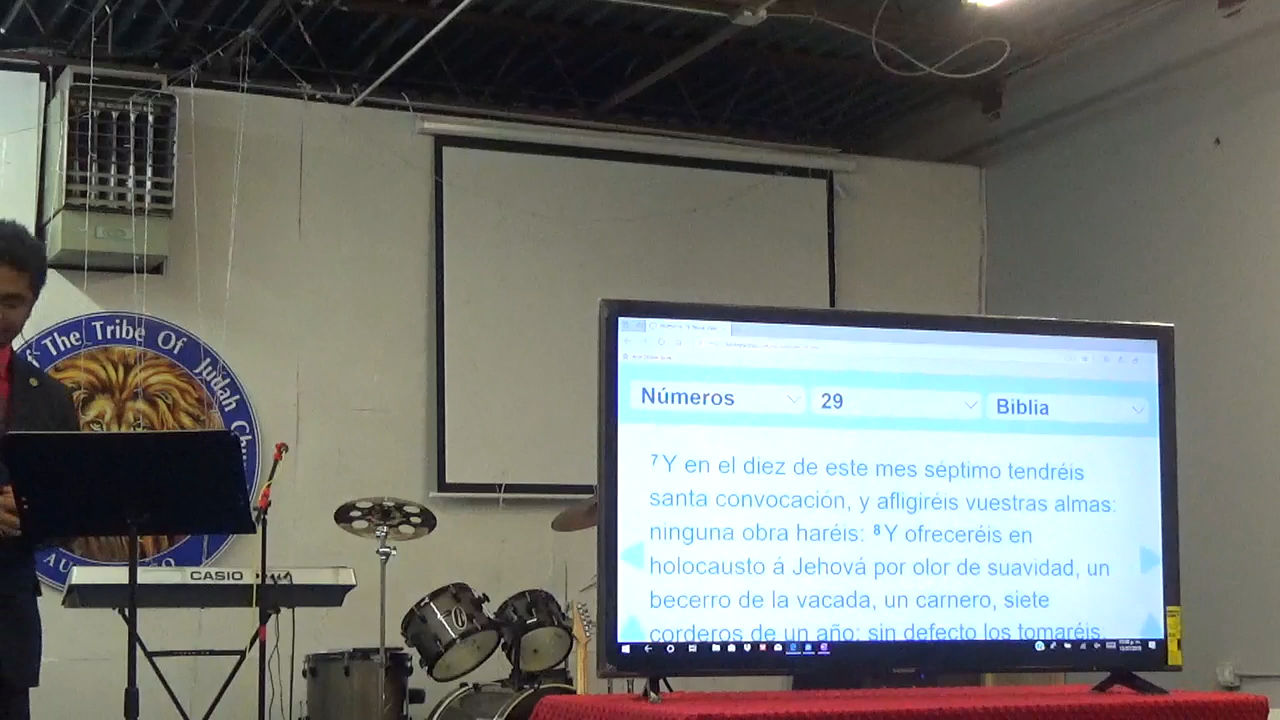 The Tribe Of Judah
CASIO
Números
29
Biblia
⁷Y en el diez de este mes séptimo tendréis
santa convocación, y afligiréis vuestras almas:
ninguna obra haréis: ⁸Y ofreceréis en
holocausto á Jehová por olor de suavidad, un
becerro de la vacada, un carnero, siete
corderos de un año; sin defecto los tomaréis.